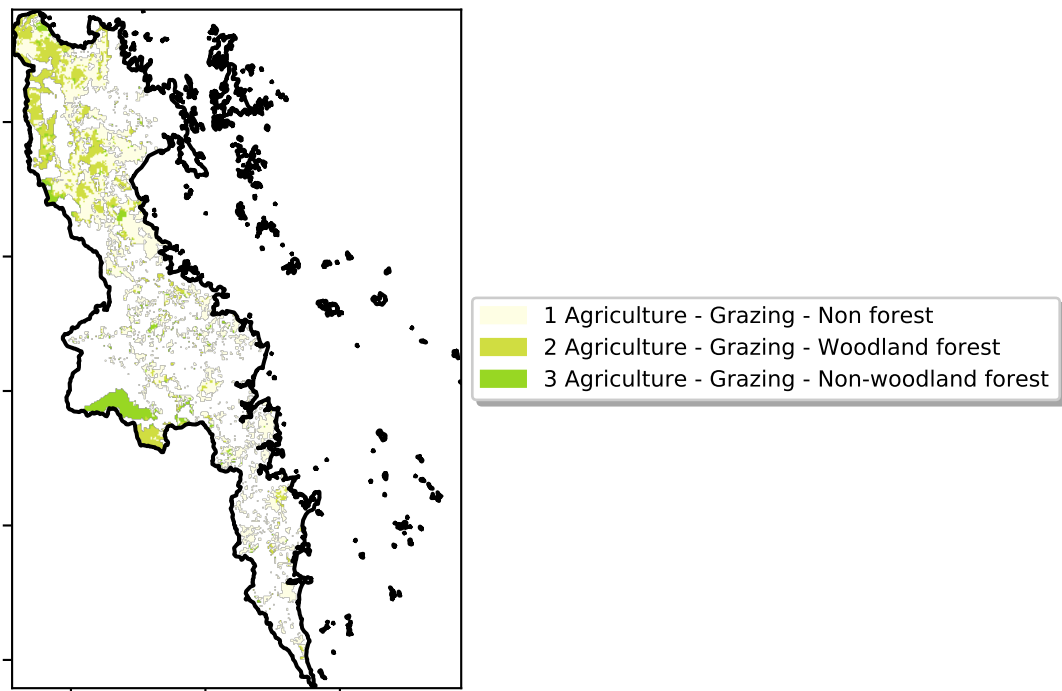 1 Agriculture - Grazing - Non forest
2 Agriculture - Grazing - Woodland forest
3 Agriculture - Grazing - Non-woodland forest